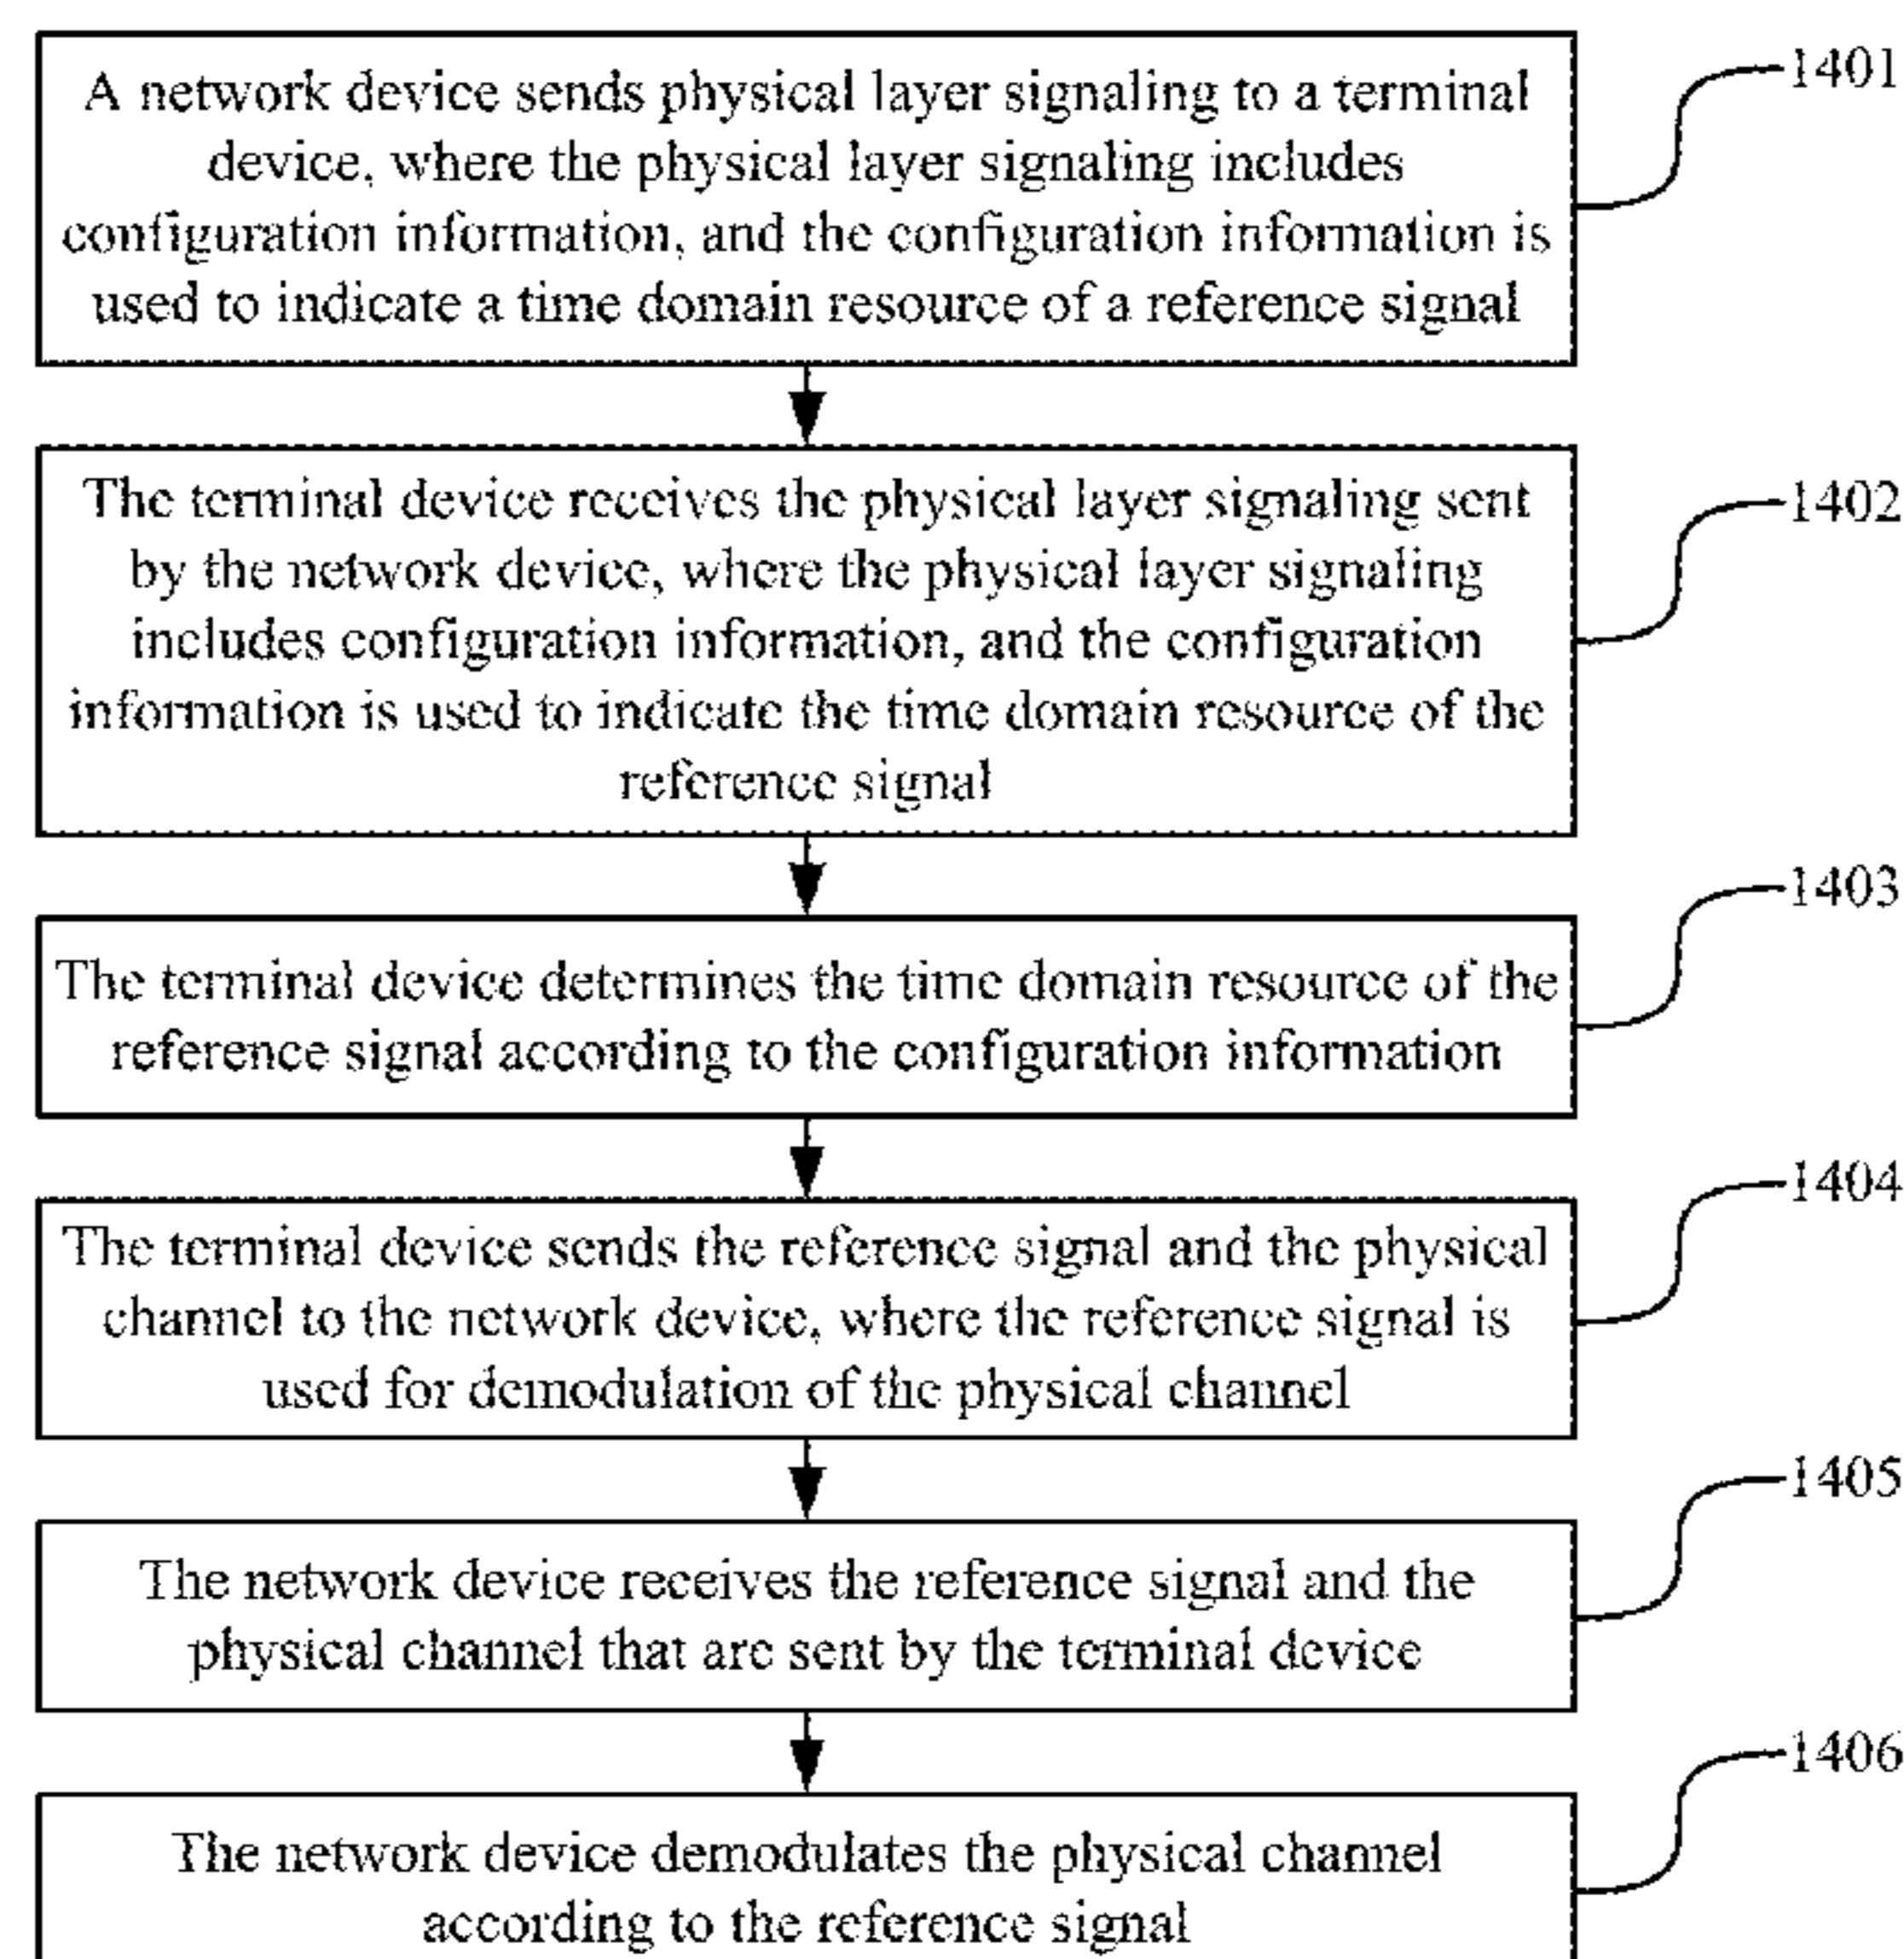 A network device sends physical layer signaling to a terminal
device, where the physical layer signaling includes
configuration information, and the configuration information is
used to indicate a time domain resource of a reference signal
1401
The terminal device receives the physical layer signaling sent
by the network device, where the physical layer signaling
includes configuration information, and the configuration
information is used to indicate the time domain resource of the
reference signal
1402
The terminal device determines the time domain resource of the
reference signal according to the configuration information
1403
The terminal device sends the reference signal and the physical
channel to the network device, where the reference signal is
used for demodulation of the physical channel
1404
The network device receives the reference signal and the
physical channel that are sent by the terminal device
1405
The network device demodulates the physical channel
according to the reference signal
1406